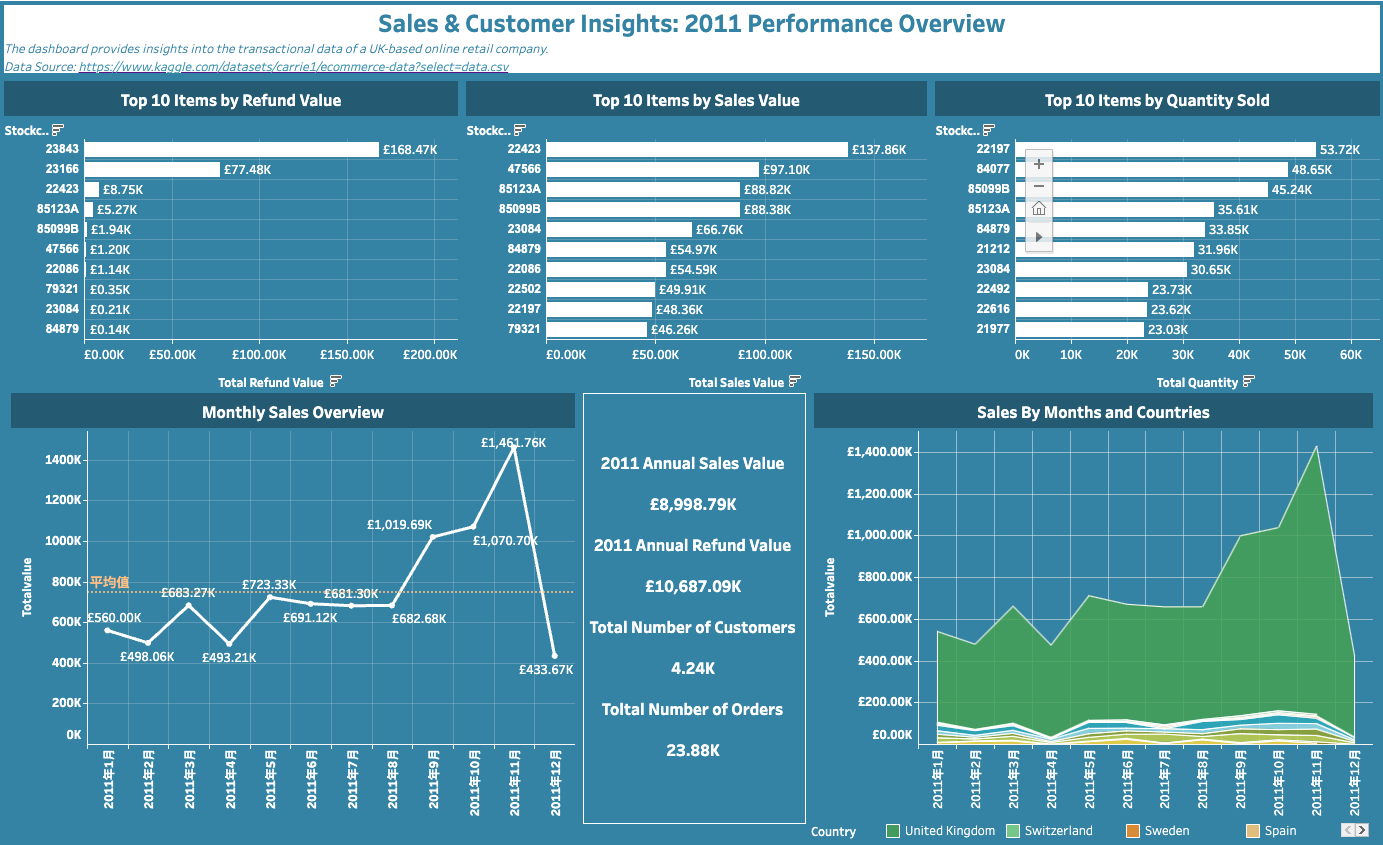 Sales & Customer Insights: 2011 Performance Overview
The dashboard provides insights into the transactional data of a UK-based online retail company.
Data Source: https://www.kaggle.com/datasets/carrie1/ecommerce-data?select=data.csv
Top 10 Items by Refund Value
Stockc..
23843 £168.47K
23166 £77.48K
22423 £8.75K
85123A £5.27K
85099B £1.94K
47566 £1.20K
22086 £1.14K
79321 £0.35K
23084 £0.21K
84879 £0.14K
£0.00K £50.00K £100.00K £150.00K £200.00K
Total Refund Value
Top 10 Items by Sales Value
Stockc..
22423 £137.86K
47566 £97.10K
85123A £88.82K
85099B £88.38K
23084 £66.76K
84879 £54.97K
22086 £54.59K
22502 £49.91K
22197 £48.36K
79321 £46.26K
£0.00K £50.00K £100.00K £150.00K
Total Sales Value
Top 10 Items by Quantity Sold
Stockc..
22197 53.72K
84077 48.65K
85099B 45.24K
85123A 35.61K
84879 33.85K
21212 31.96K
23084 30.65K
22492 23.73K
22616 23.62K
21977 23.03K
0K 10K 20K 30K 40K 50K 60K
Total Quantity
Monthly Sales Overview
Totalvalue
1400K
1200K
1000K
800K
600K
400K
200K
0K
平均值
£560.00K
£498.06K
£683.27K
£493.21K
£723.33K
£691.12K
£681.30K
£682.68K
£1,019.69K
£1,070.70K
£1,461.76K
£433.67K
2011年1月
2011年2月
2011年3月
2011年4月
2011年5月
2011年6月
2011年7月
2011年8月
2011年9月
2011年10月
2011年11月
2011年12月
2011 Annual Sales Value
£8,998.79K
2011 Annual Refund Value
£10,687.09K
Total Number of Customers
4.24K
Toltal Number of Orders
23.88K
Sales By Months and Countries
Totalvalue
£1,400.00K
£1,200.00K
£1,000.00K
£800.00K
£600.00K
£400.00K
£200.00K
£0.00K
2011年1月
2011年2月
2011年3月
2011年4月
2011年5月
2011年6月
2011年7月
2011年8月
2011年9月
2011年10月
2011年11月
2011年12月
Country United Kingdom Switzerland Sweden Spain